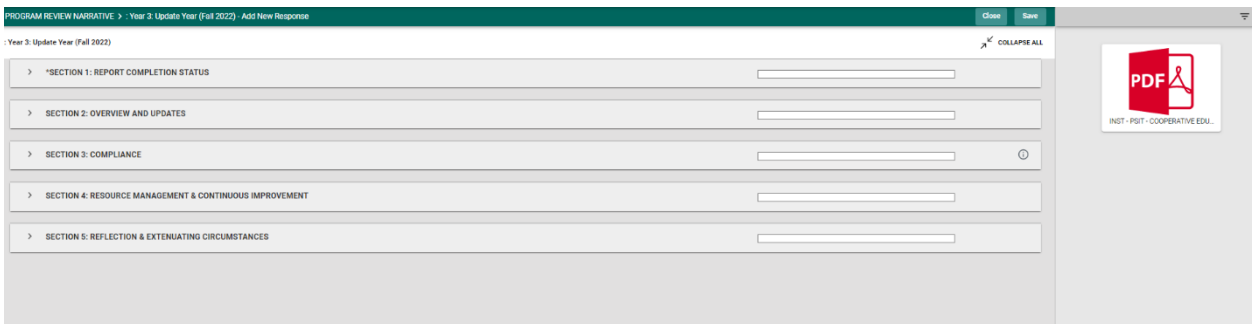 PROGRAM REVIEW NARRATIVE > : Year 3: Update Year (Fall 2022) - Add New Response
Close Save
: Year 3: Update Year (Fall 2022)
COLLAPSE ALL
> *SECTION 1: REPORT COMPLETION STATUS
> SECTION 2: OVERVIEW AND UPDATES
> SECTION 3: COMPLIANCE
> SECTION 4: RESOURCE MANAGEMENT & CONTINUOUS IMPROVEMENT
> SECTION 5: REFLECTION & EXTENUATING CIRCUMSTANCES
PDF
INST - PSIT - COOPERATIVE EDU...